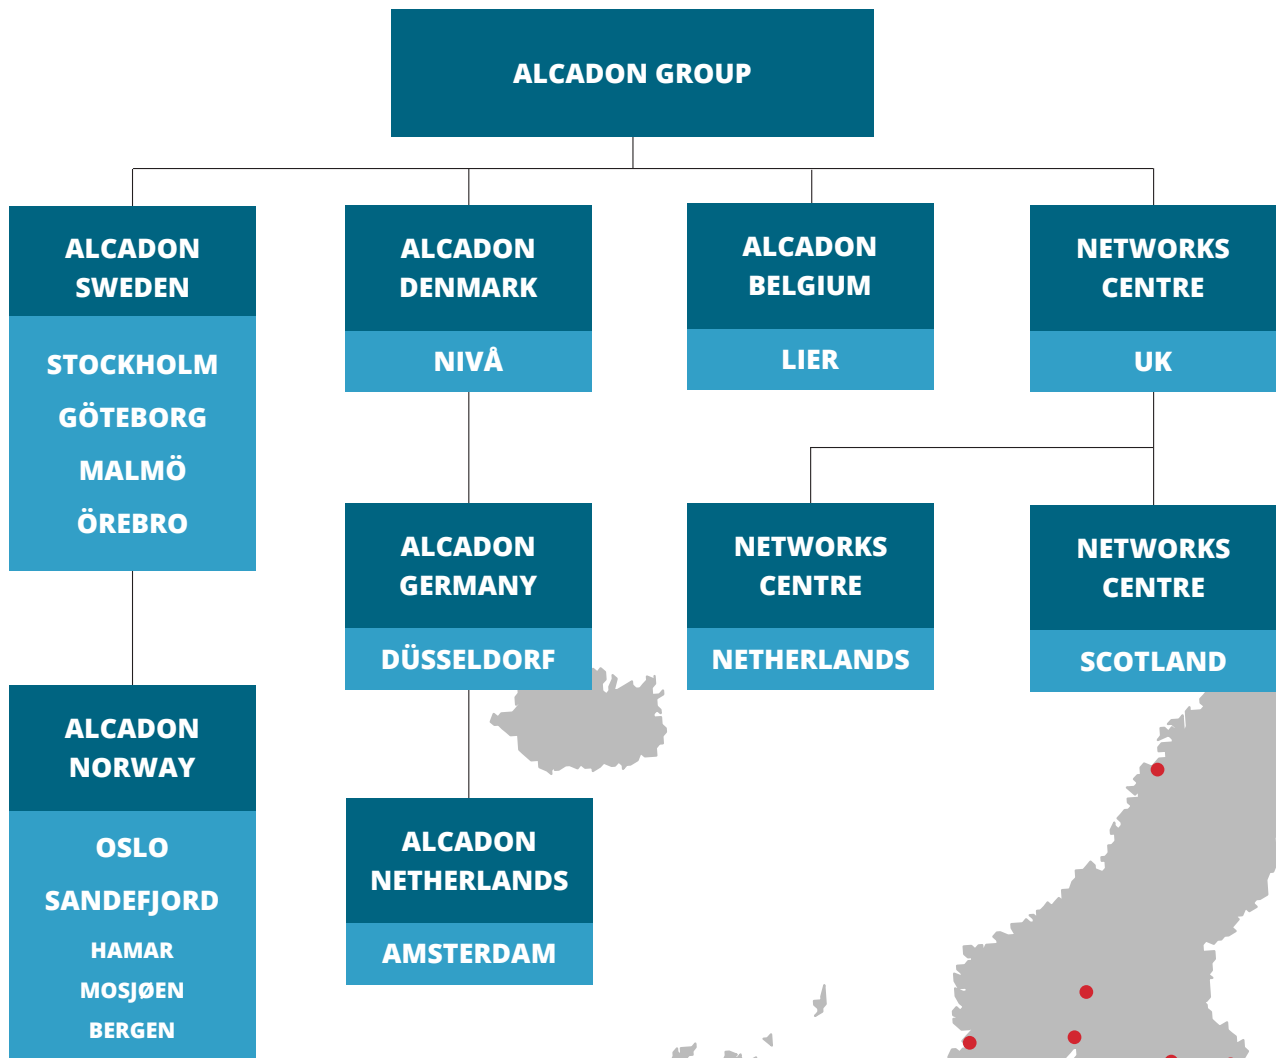 ALCADON GROUP
ALCADON
SWEDEN
STOCKHOLM
GÖTEBORG
MALMÖ
ÖREBRO
ALCADON
NORWAY
OSLO
SANDEFJORD
HAMAR
MOSJØEN
BERGEN
ALCADON
DENMARK
NIVÅ
ALCADON
GERMANY
DÜSSELDORF
ALCADON
NETHERLANDS
AMSTERDAM
ALCADON
BELGIUM
LIER
NETWORKS
CENTRE
UK
NETWORKS
CENTRE
NETHERLANDS
NETWORKS
CENTRE
SCOTLAND